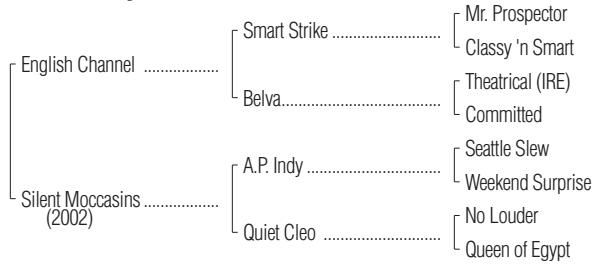 Mr. Prospector
Smart Strike ..................
Classy 'n Smart
English Channel .................
Theatrical (IRE)
Belva...........................
Committed
Seattle Slew
A.P. Indy ......................
Weekend Surprise
Silent Moccasins .................
(2002)
No Louder
Quiet Cleo ....................
Queen of Egypt